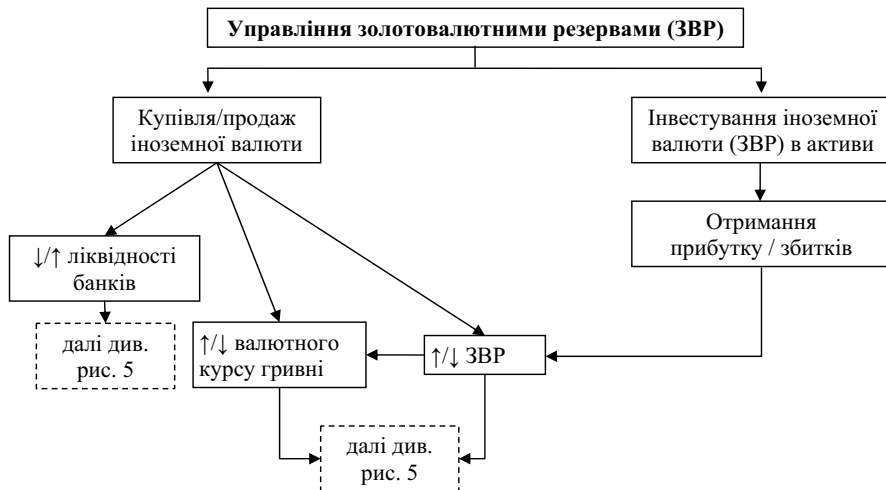 Управління золотовалютними резервами (ЗВР)
Купівля/продаж
іноземної валюти
Інвестування іноземної
валюти (ЗВР) в активи
Отримання
прибутку / збитків
↓/↑ ліквідності
банків
↑/↓ валютного
курсу гривні
↑/↓ ЗВР
далі див.
рис. 5
далі див.
рис. 5